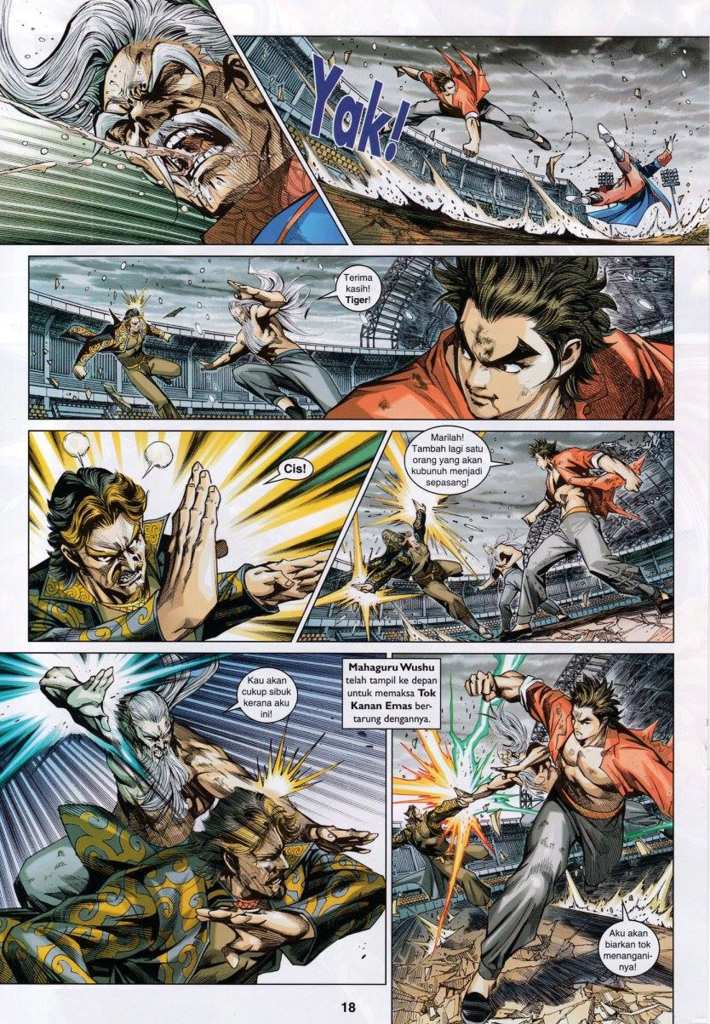 Yak!
Terima
kasih!
Tiger!
Cis!
Marilah!
Tambah lagi satu
orang yang akan
kubunuh menjadi
sepasang!
Kau akan
cukup sibuk
kerana aku
ini!
Mahaguru Wushu
telah tampil ke depan
untuk memaksa Tok
Kanan Emas ber-
tarung dengannya.
Aku akan
biarkan tok
menangani-
nya!
18